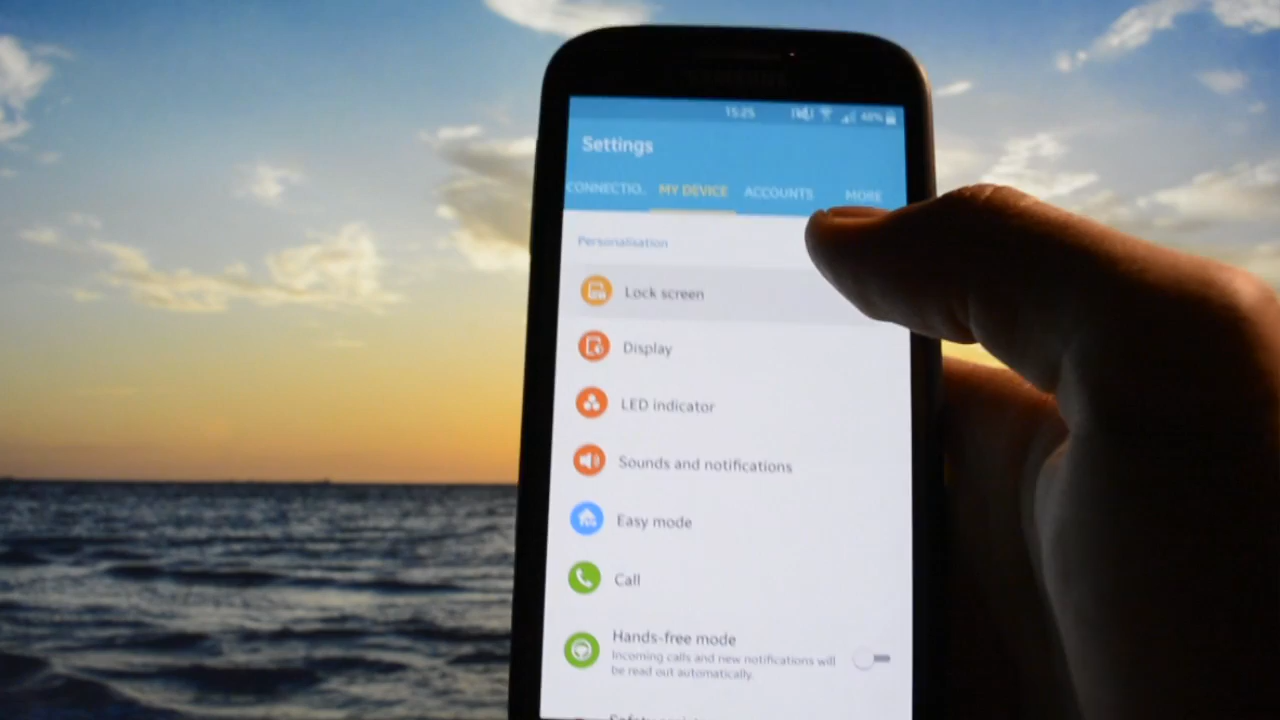 15:25 48%
Settings
CONNECTIO.. MY DEVICE ACCOUNTS MORE
Personalisation
Lock screen
Display
LED indicator
Sounds and notifications
Easy mode
Call
Hands-free mode
Incoming calls and new notifications will
be read out automatically.